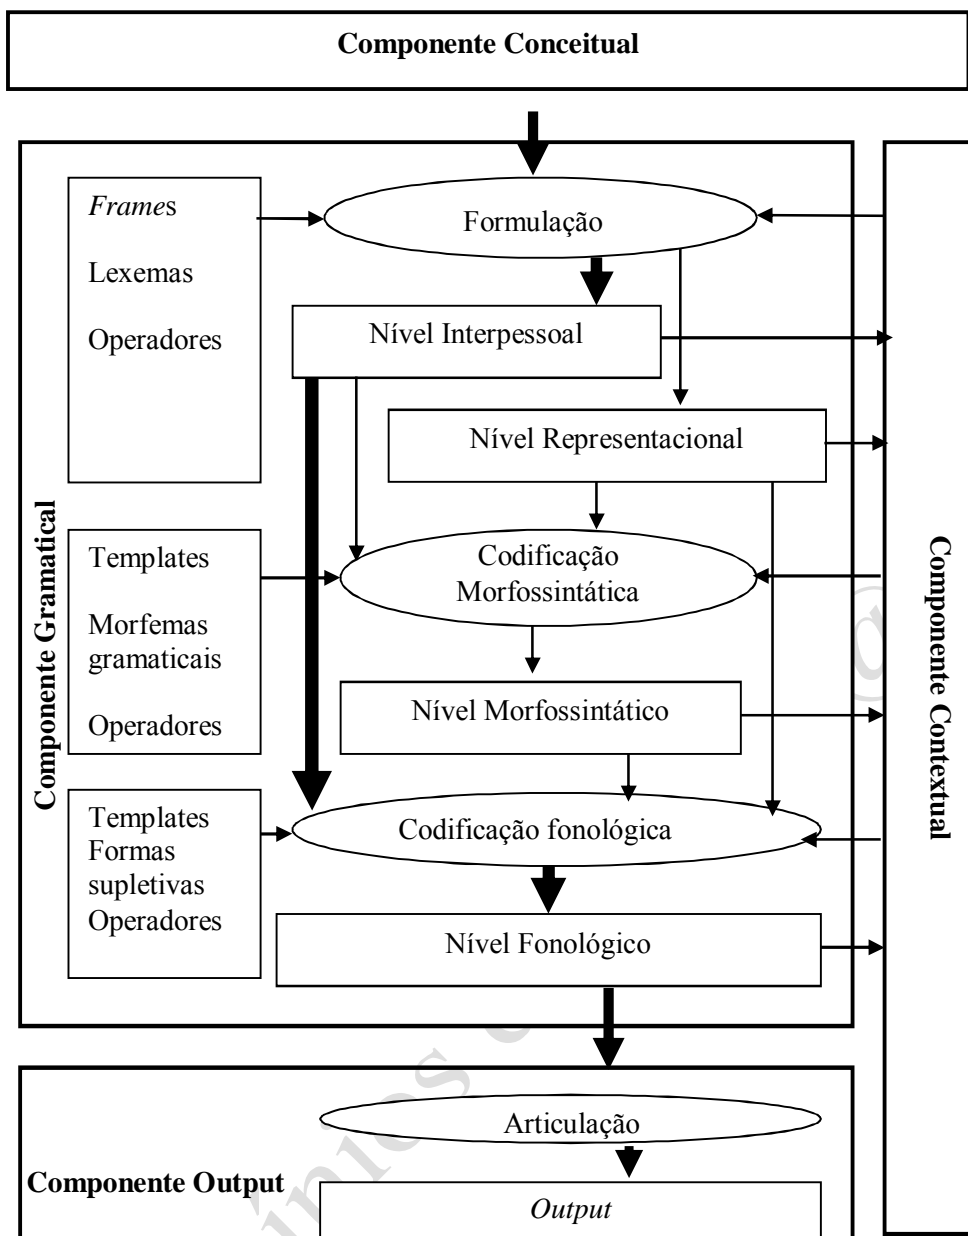 Componente Conceitual
Frames
Lexemas
Operadores
Formulação
Nível Interpessoal
Nível Representacional
Componente Gramatical
Templates
Morfemas
gramaticais
Operadores
Codificação
Morfossintática
Nível Morfossintático
Templates
Formas
supletivas
Operadores
Codificação fonológica
Nível Fonológico
Componente Contextual
@
Componente Output
Articulação
Output